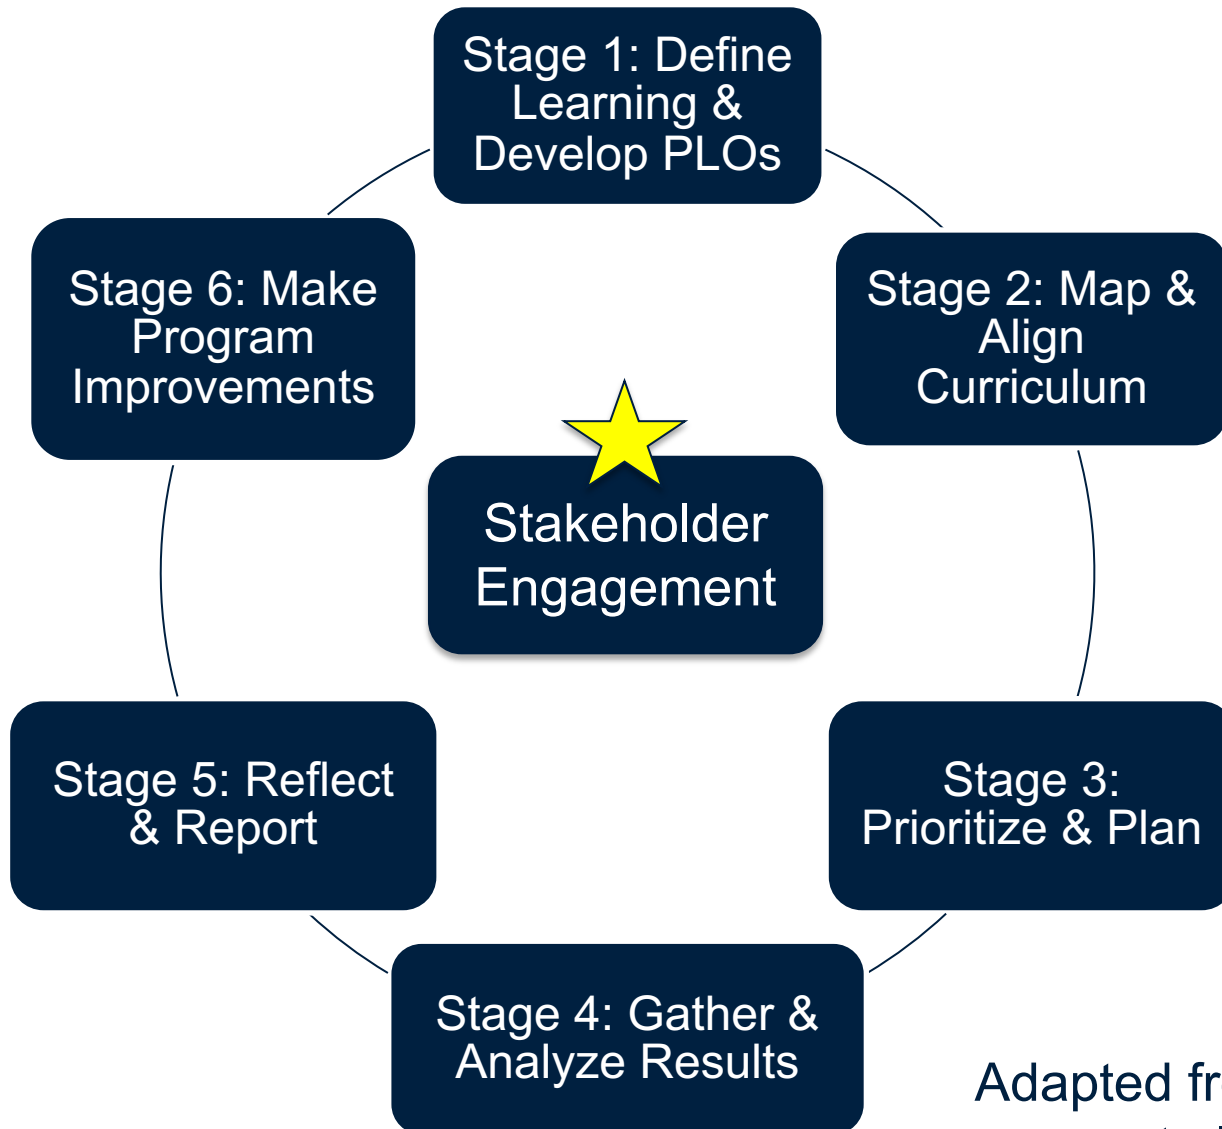 Stage 1: Define
Learning &
Develop PLOs
Stage 2: Map &
Align
Curriculum
Stage 3:
Prioritize & Plan
Stage 4: Gather &
Analyze Results
Stage 5: Reflect
& Report
Stage 6: Make
Program
Improvements
Stakeholder
Engagement
Adapted